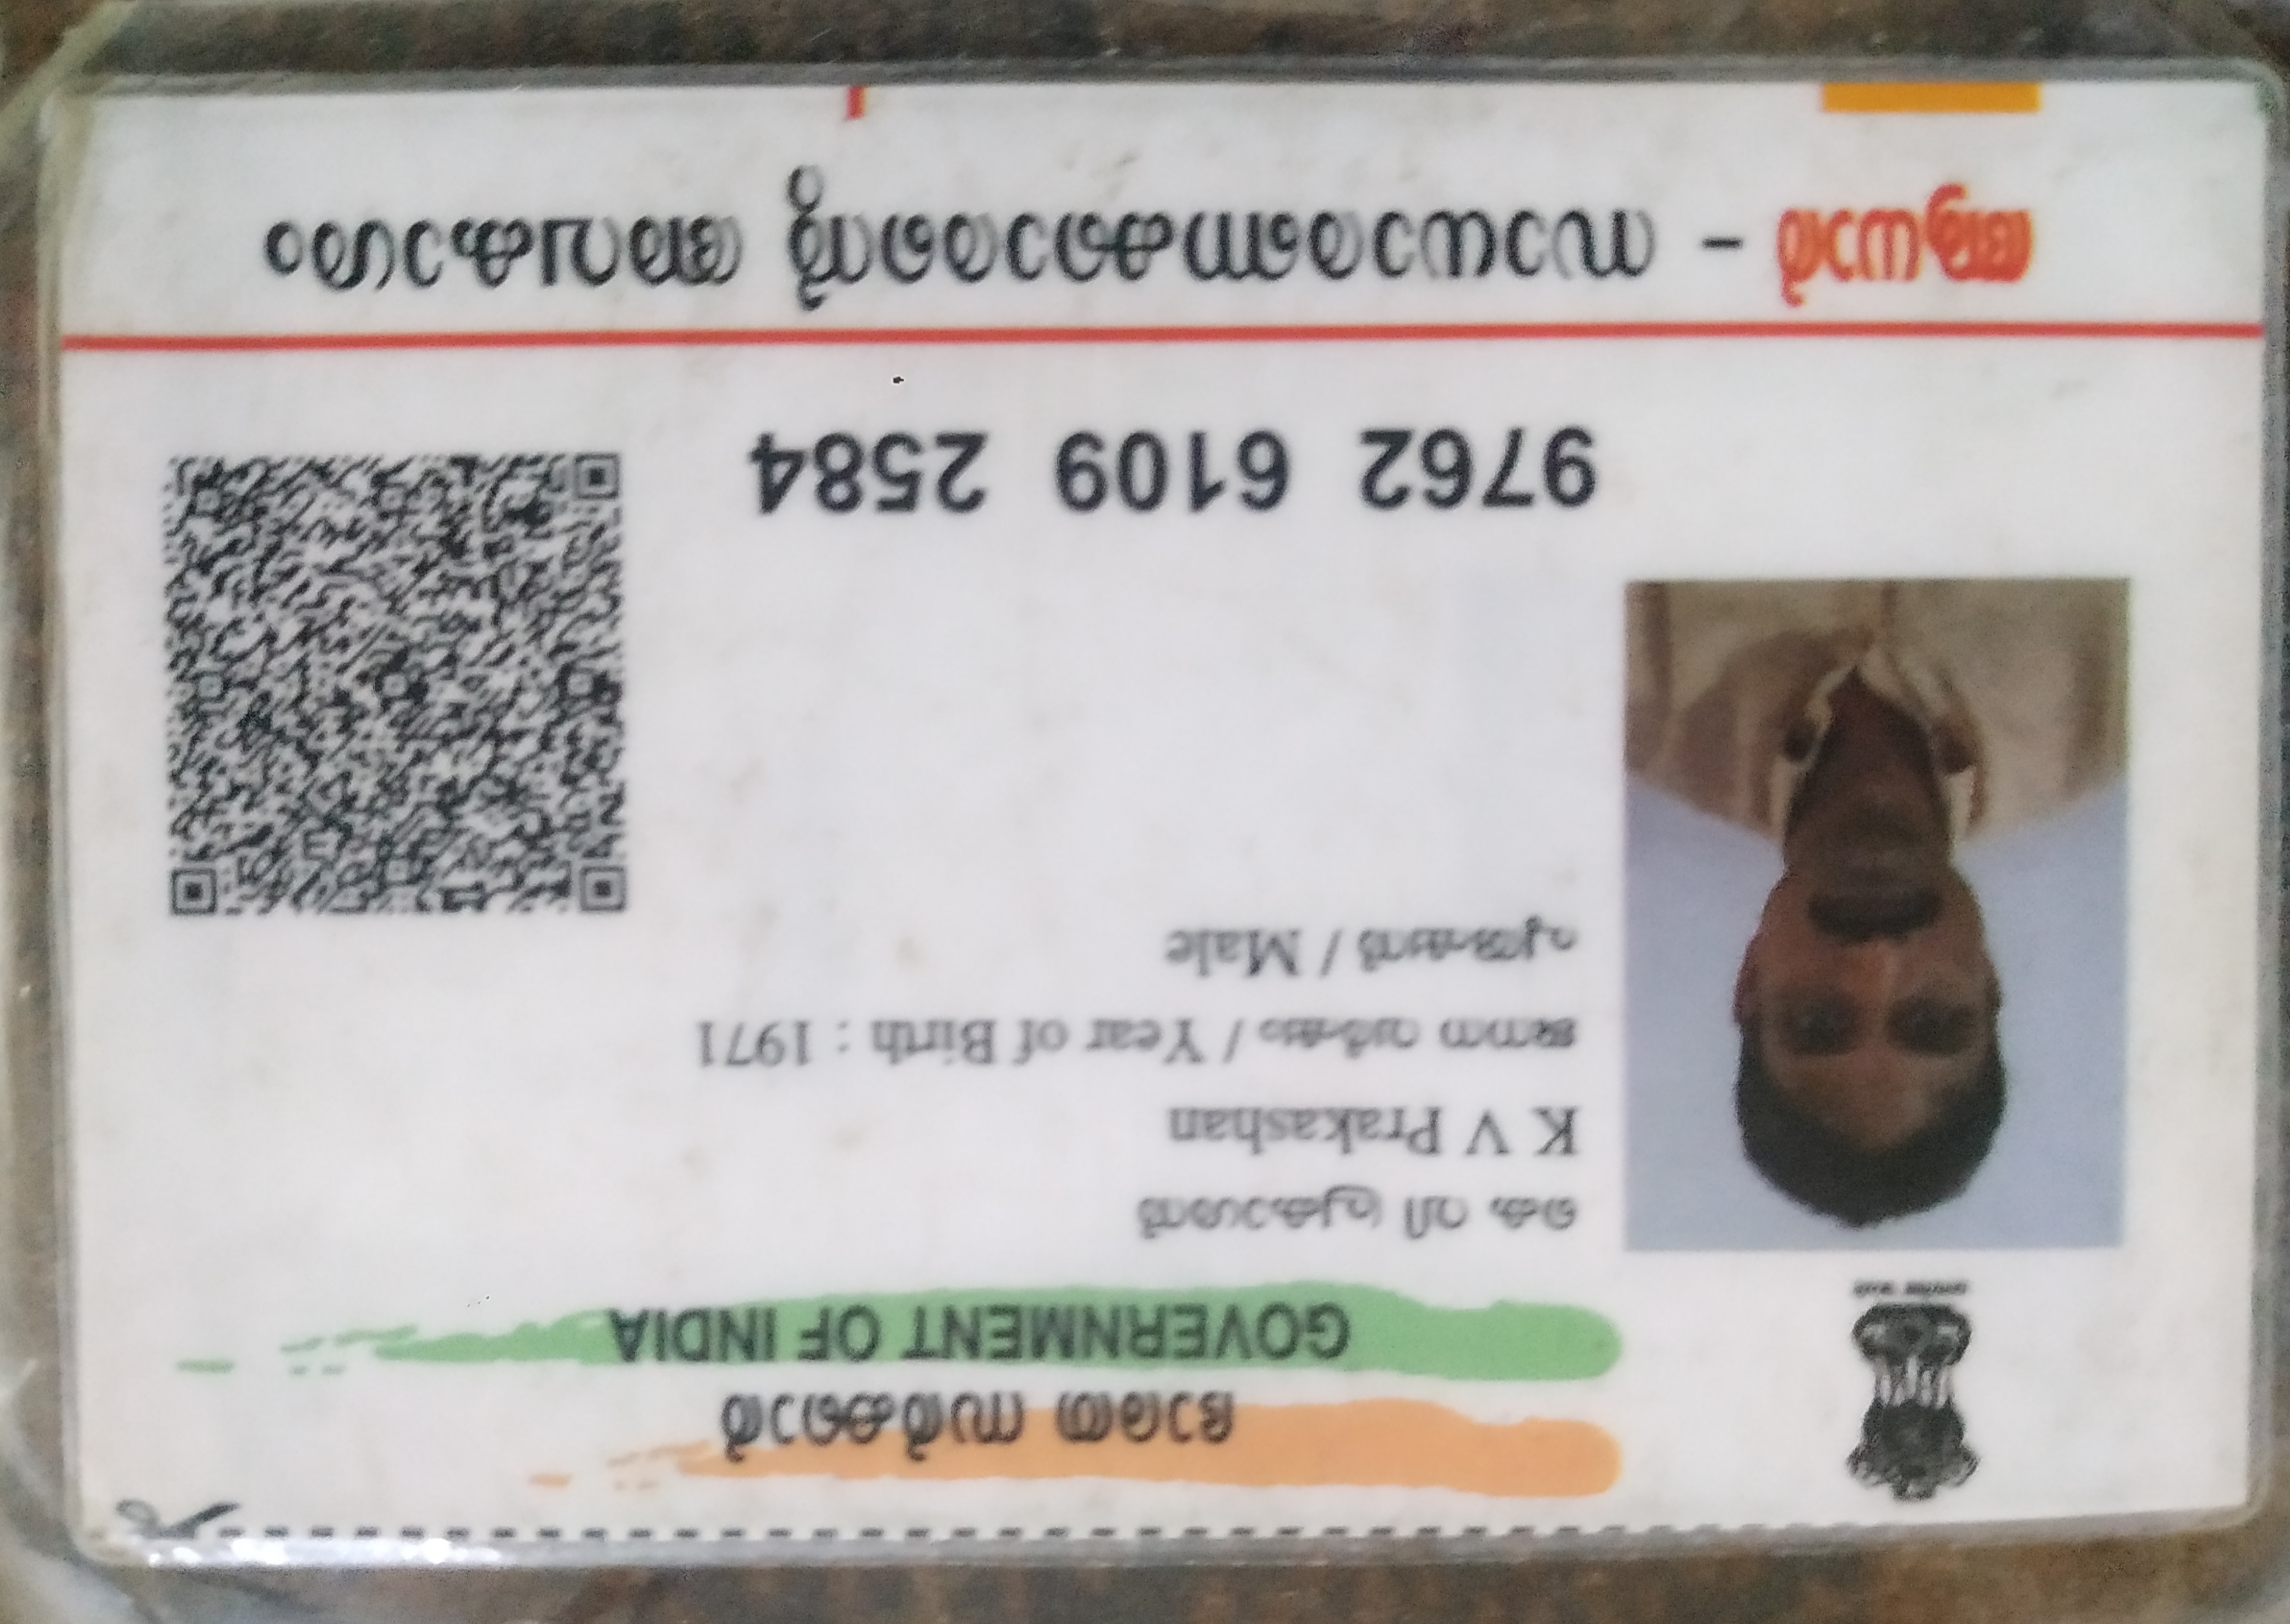 ഭാരത സർക്കാർ
GOVERNMENT OF INDIA
കെ വി പ്രകാശൻ
K V Prakashan
ജനന വർഷം / Year of Birth : 1971
പുരുഷൻ / Male
9762 6109 2584
ആധാർ - സാധാരണക്കാരന്റെ അവകാശം